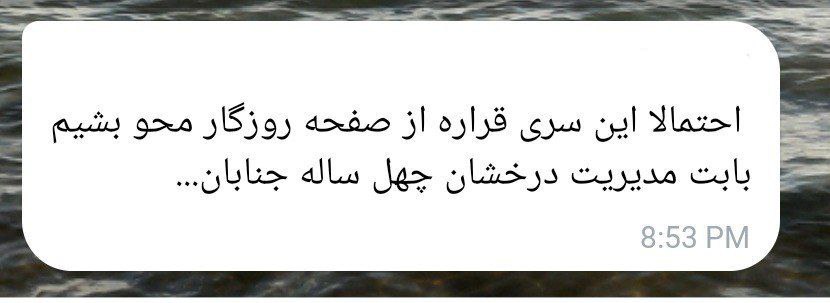 احتمالا این سری قراره از صفحه روزگار محو بشیم
بابت مدیریت درخشان چهل ساله جنابان...
8:53 PM